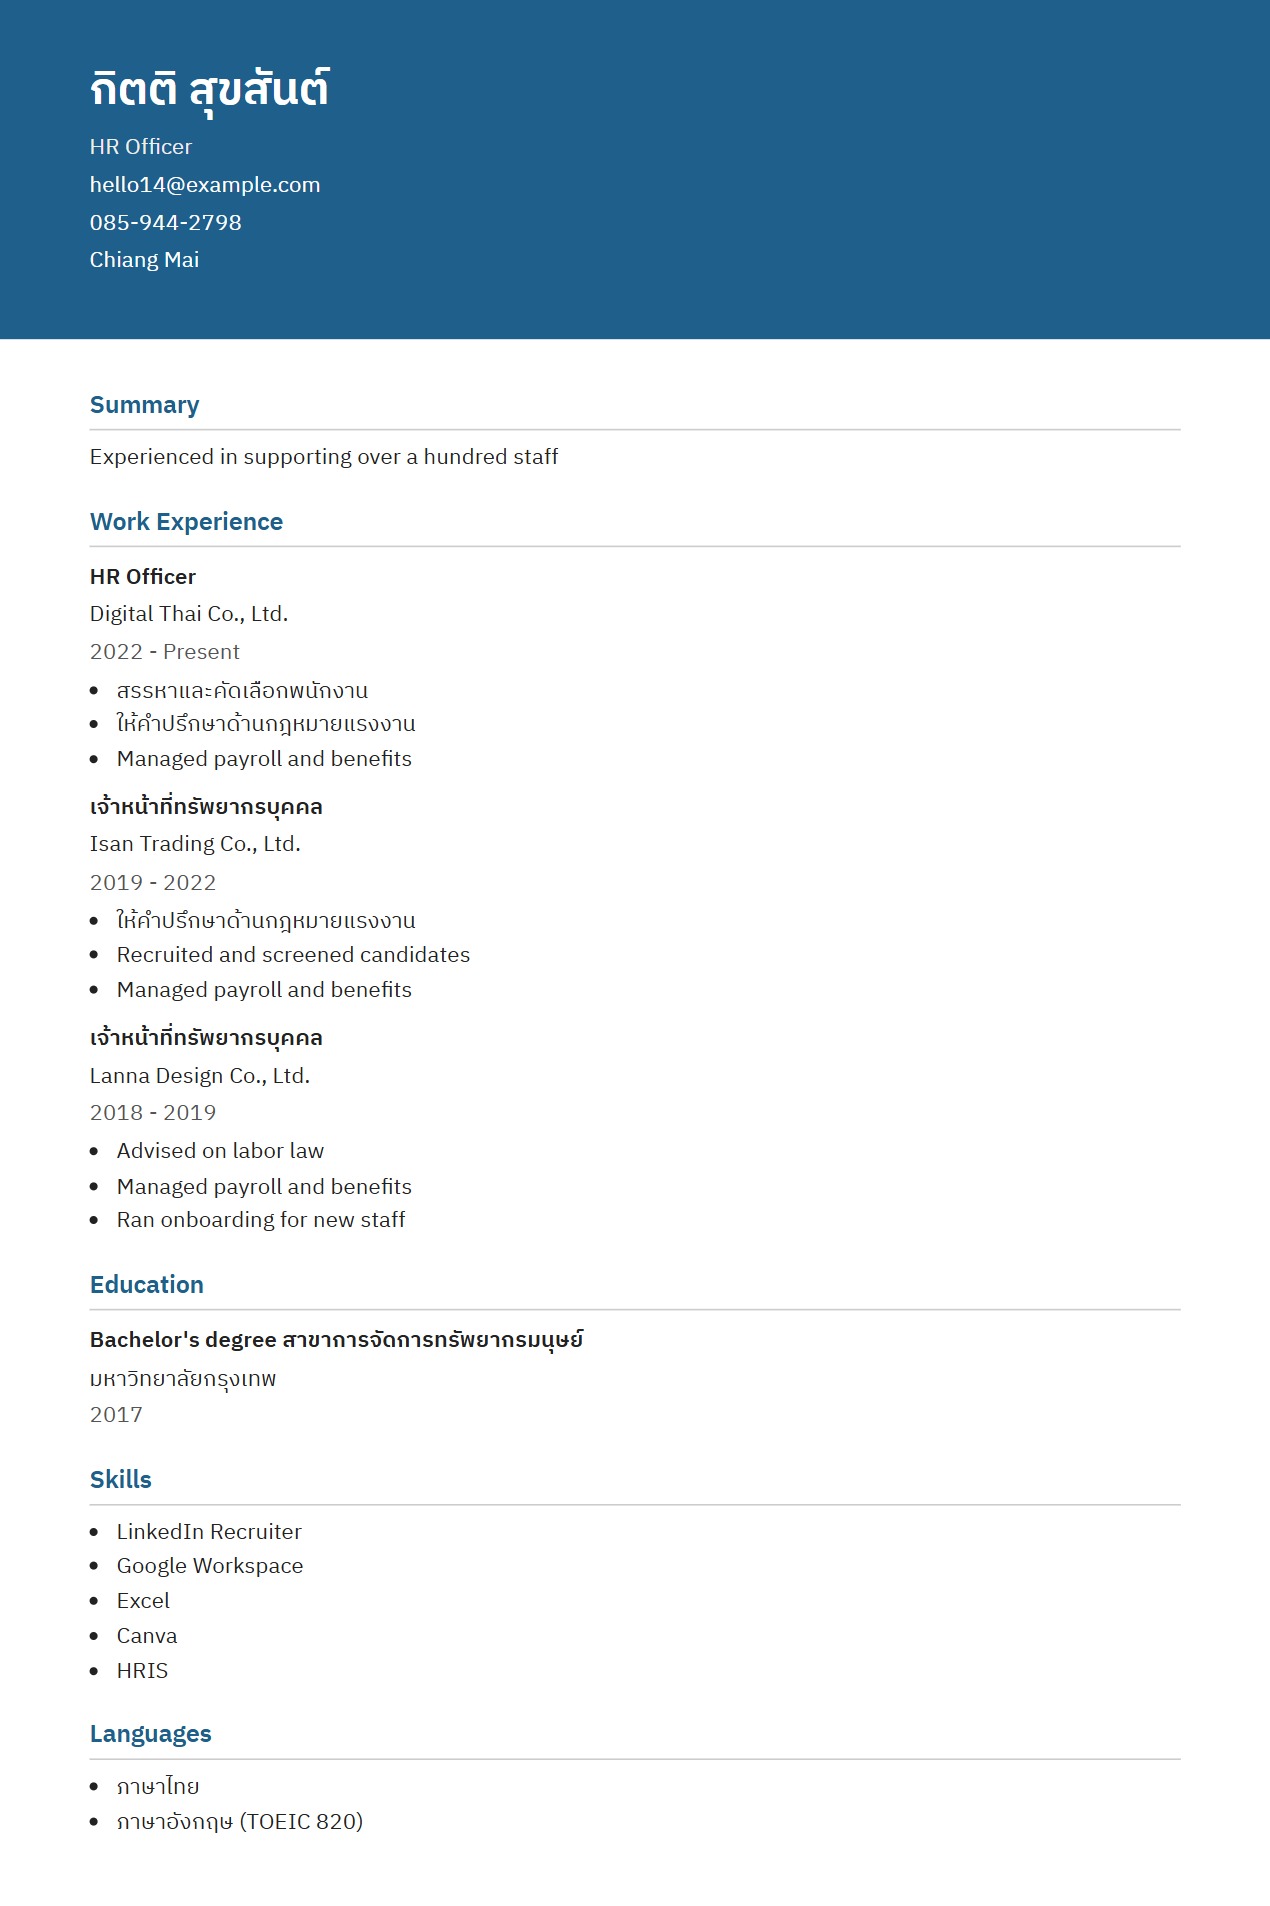 กิตติ สุขสันต์
HR Officer
hello14@example.com
085-944-2798
Chiang Mai
Summary
Experienced in supporting over a hundred staff
Work Experience
HR Officer
Digital Thai Co., Ltd.
2022 - Present
• สรรหาและคัดเลือกพนักงาน
• ให้คำปรึกษาด้านกฎหมายแรงงาน
• Managed payroll and benefits
เจ้าหน้าที่ทรัพยากรบุคคล
Isan Trading Co., Ltd.
2019 - 2022
• ให้คำปรึกษาด้านกฎหมายแรงงาน
• Recruited and screened candidates
• Managed payroll and benefits
เจ้าหน้าที่ทรัพยากรบุคคล
Lanna Design Co., Ltd.
2018 - 2019
• Advised on labor law
• Managed payroll and benefits
• Ran onboarding for new staff
Education
Bachelor's degree สาขาการจัดการทรัพยากรมนุษย์
มหาวิทยาลัยกรุงเทพ
2017
Skills
• LinkedIn Recruiter
• Google Workspace
• Excel
• Canva
• HRIS
Languages
• ภาษาไทย
• ภาษาอังกฤษ (TOEIC 820)